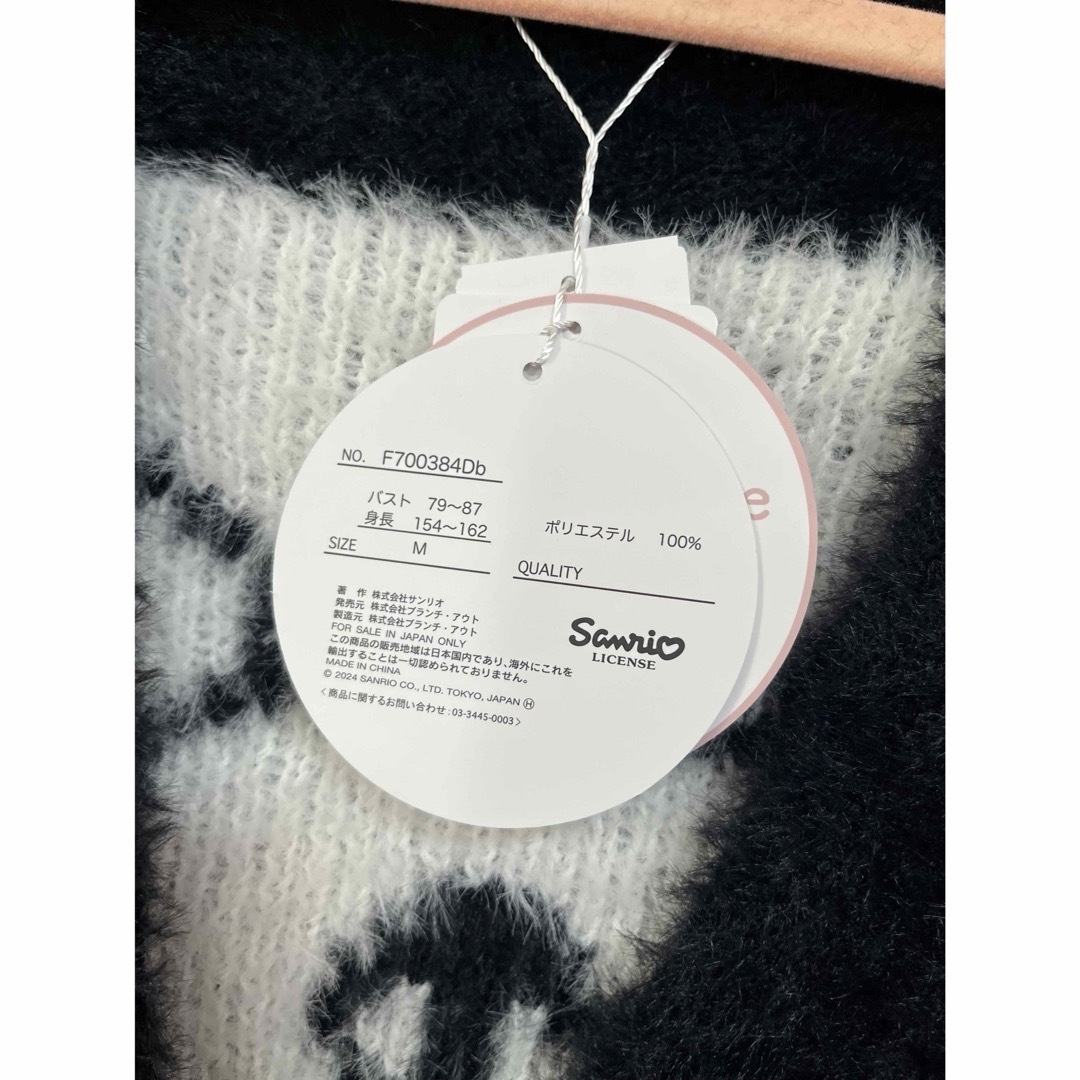 NO. F700384Db
バスト 79~87
身長 154~162
SIZE M
ポリエステル 100%
QUALITY
著 作 株式会社サンリオ
発売元 株式会社ブランチ・アウト
製造元 株式会社ブランチ・アウト
FOR SALE IN JAPAN ONLY
この商品の販売地域は日本国内であり、海外にこれを
輸出することは一切認められておりません。
MADE IN CHINA
© 2024 SANRIO CO., LTD. TOKYO, JAPAN Ⓗ
<商品に関するお問い合わせ:03-3445-0003>
Sanrio
LICENSE
e